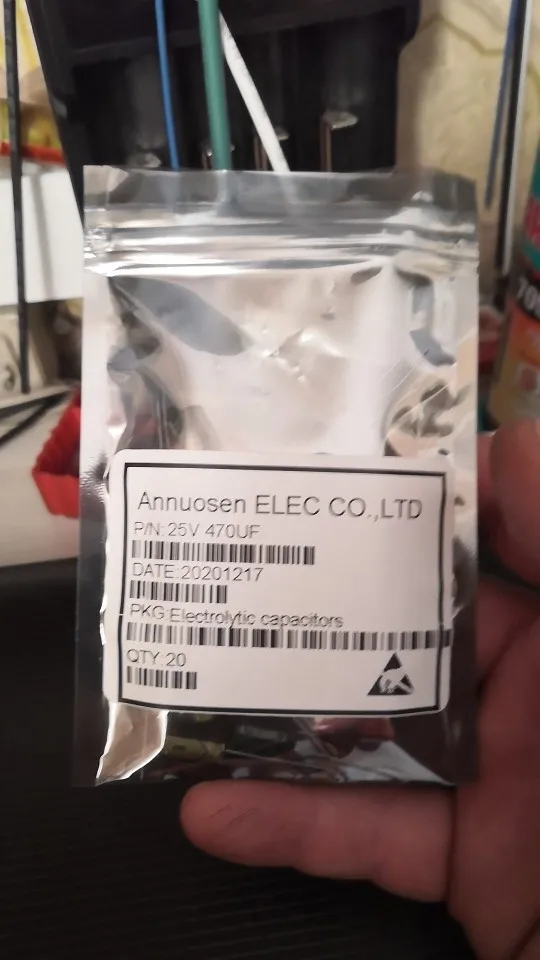 Annuosen ELEC CO.,LTD
P/N:25V 470UF
DATE:20201217
PKG:Electrolytic capacitors
QTY:20